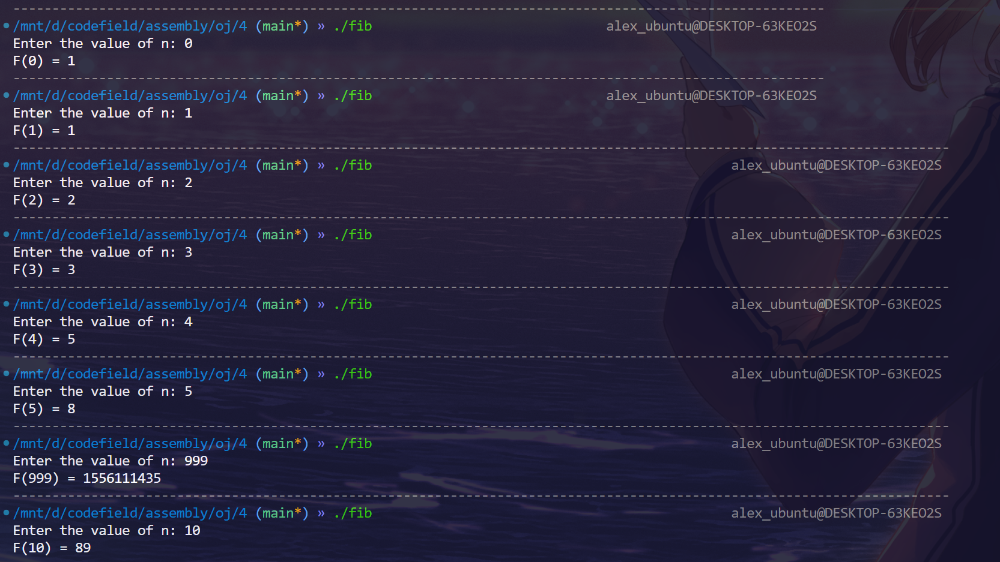 /mnt/d/codefield/assembly/oj/4 (main*) » ./fib alex_ubuntu@DESKTOP-63KEO2S
Enter the value of n: 0
F(0) = 1
/mnt/d/codefield/assembly/oj/4 (main*) » ./fib alex_ubuntu@DESKTOP-63KEO2S
Enter the value of n: 1
F(1) = 1
/mnt/d/codefield/assembly/oj/4 (main*) » ./fib alex_ubuntu@DESKTOP-63KEO2S
Enter the value of n: 2
F(2) = 2
/mnt/d/codefield/assembly/oj/4 (main*) » ./fib alex_ubuntu@DESKTOP-63KEO2S
Enter the value of n: 3
F(3) = 3
/mnt/d/codefield/assembly/oj/4 (main*) » ./fib alex_ubuntu@DESKTOP-63KEO2S
Enter the value of n: 4
F(4) = 5
/mnt/d/codefield/assembly/oj/4 (main*) » ./fib alex_ubuntu@DESKTOP-63KEO2S
Enter the value of n: 5
F(5) = 8
/mnt/d/codefield/assembly/oj/4 (main*) » ./fib alex_ubuntu@DESKTOP-63KEO2S
Enter the value of n: 999
F(999) = 1556111435
/mnt/d/codefield/assembly/oj/4 (main*) » ./fib alex_ubuntu@DESKTOP-63KEO2S
Enter the value of n: 10
F(10) = 89